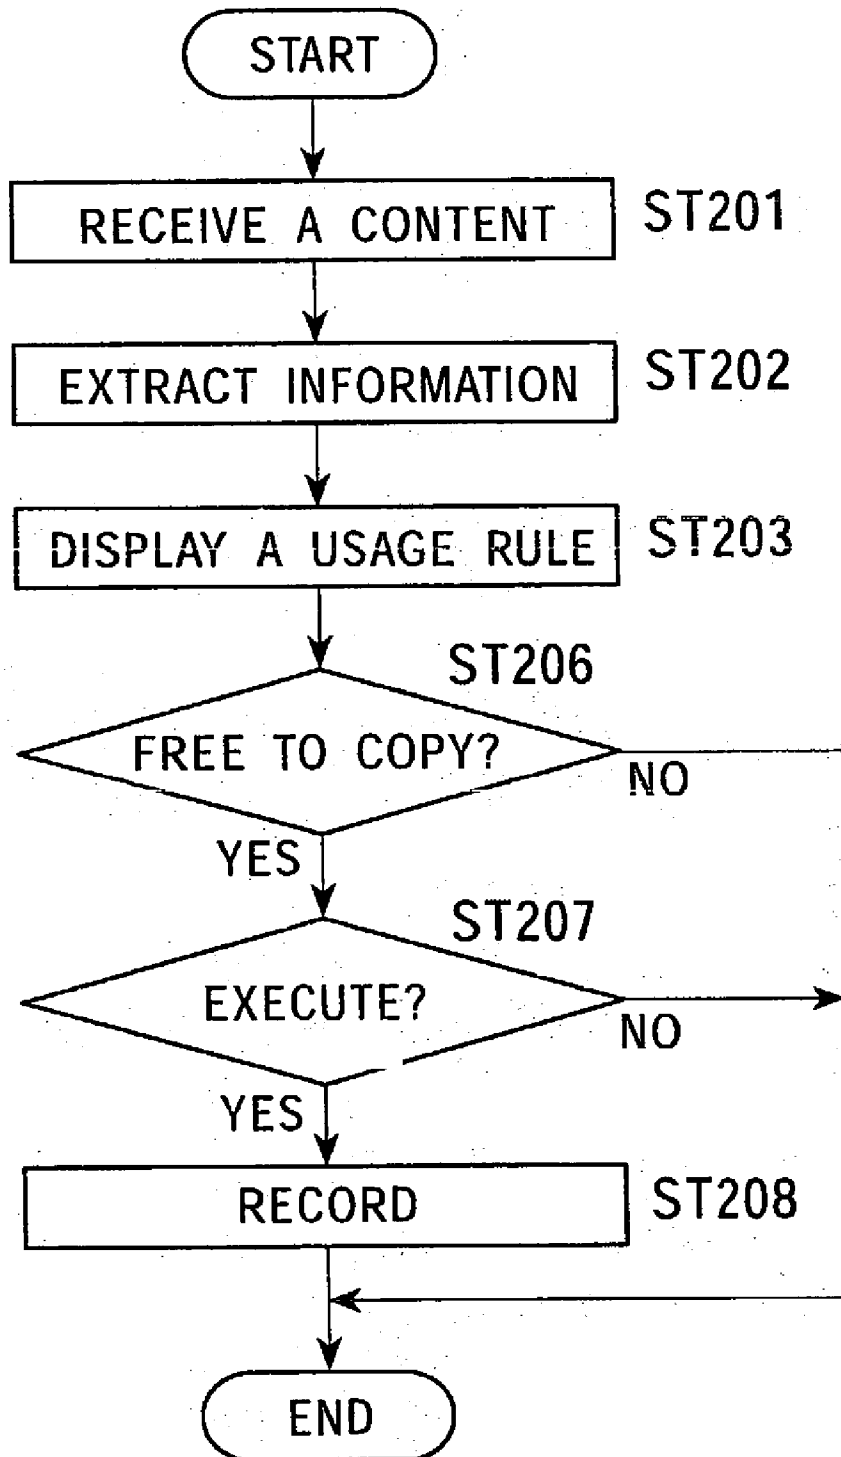 START
RECEIVE A CONTENT
ST201
EXTRACT INFORMATION
ST202
DISPLAY A USAGE RULE
ST203
ST206
FREE TO COPY?
NO
YES
ST207
EXECUTE?
NO
YES
RECORD
ST208
END